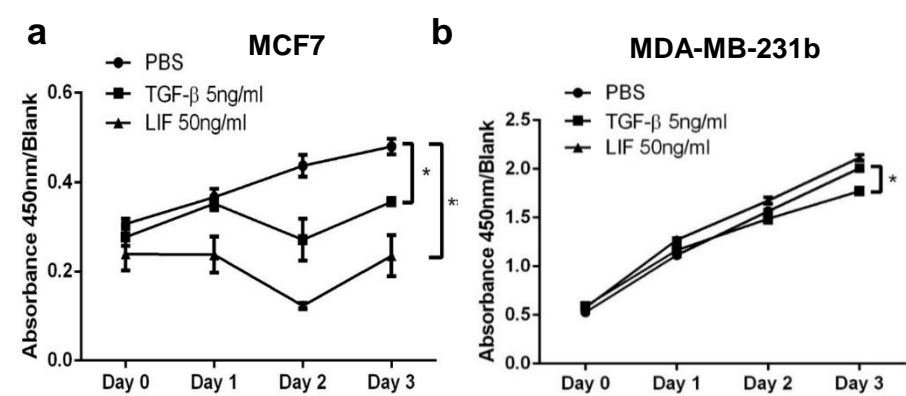 a
MCF7
PBS
TGF-β 5ng/ml
LIF 50ng/ml
Absorbance 450nm/Blank
0.6
0.4
0.2
0.0
*
*
Day 0 Day 1 Day 2 Day 3
b
MDA-MB-231b
PBS
TGF-β 5ng/ml
LIF 50ng/ml
Absorbance 450nm/Blank
2.5
2.0
1.5
1.0
0.5
0.0
*
Day 0 Day 1 Day 2 Day 3